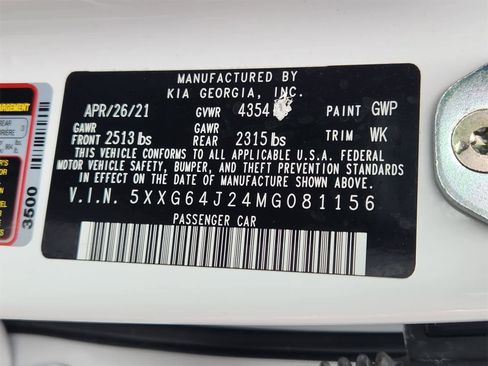 MANUFACTURED BY
KIA GEORGIA, INC.
APR/26/21 GVWR 4354 PAINT GWP
GAWR GAWR
FRONT 2513 lbs REAR 2315 lbs TRIM WK
THIS VEHICLE CONFORMS TO ALL APPLICABLE U.S.A. FEDERAL
MOTOR VEHICLE SAFETY, BUMPER, AND THEFT PREVENTION STANDARDS
IN EFFECT ON THE DATE OF MANUFACTURE SHOWN ABOVE.
V.I.N. 5XXG64J24MG081156
PASSENGER CAR
3500
REAR